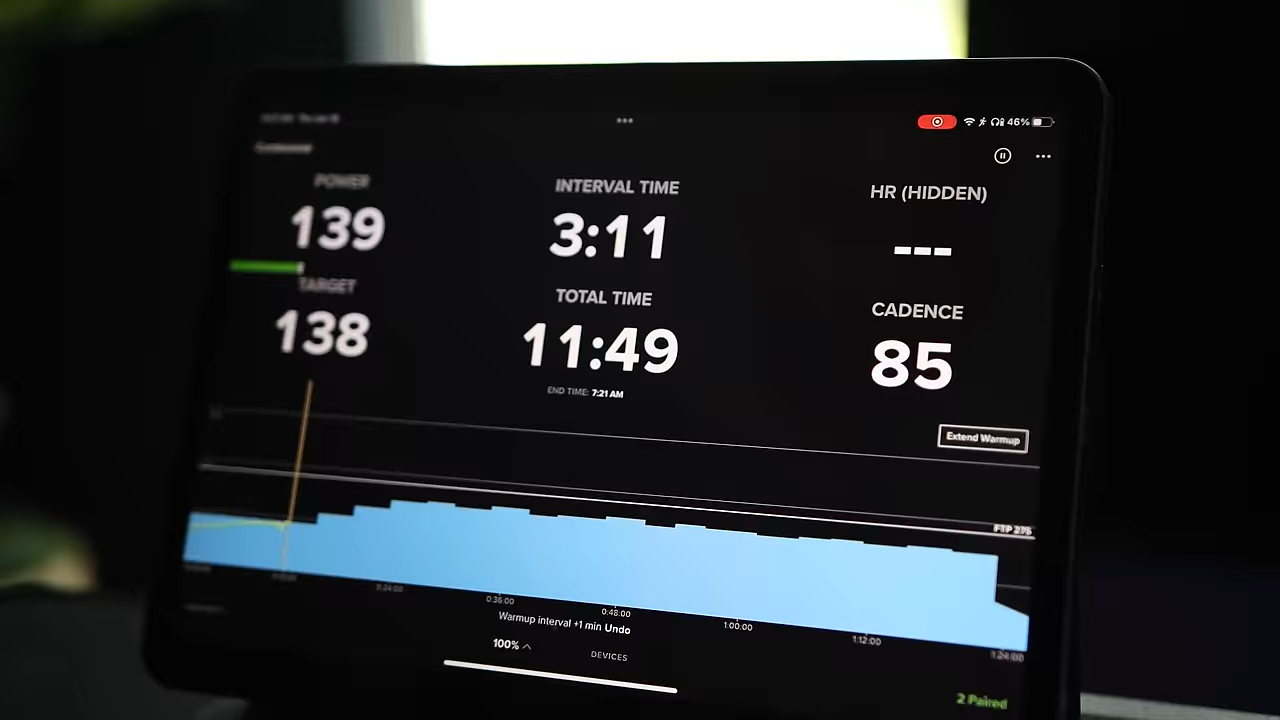 46%
POWER
139
TARGET
138
INTERVAL TIME
3:11
TOTAL TIME
11:49
END TIME: 7:21 AM
HR (HIDDEN)
---
CADENCE
85
Extend Warmup
FTP 275
0:24:00
0:36:00
0:48:00
1:00:00
1:12:00
1:24:00
Warmup interval +1 min Undo
100%
DEVICES
2 Paired